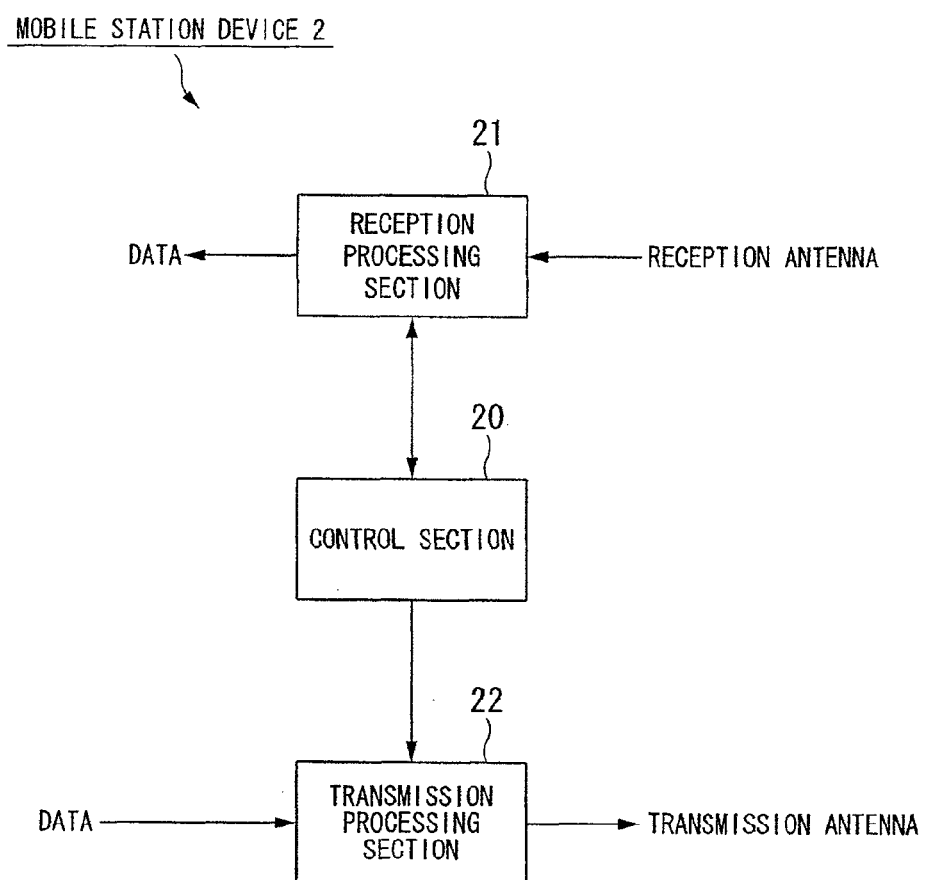 MOBILE STATION DEVICE 2
21
RECEPTION
PROCESSING
SECTION
DATA
RECEPTION ANTENNA
20
CONTROL SECTION
22
TRANSMISSION
PROCESSING
SECTION
DATA
TRANSMISSION ANTENNA